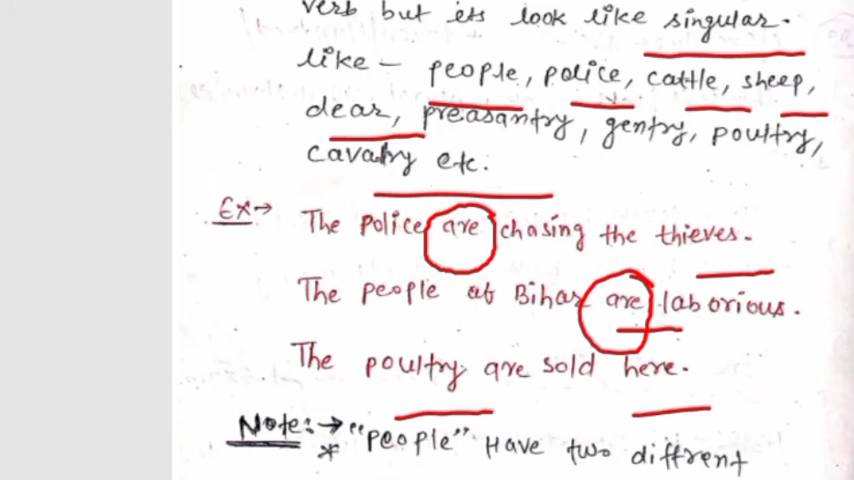 verb but its look like singular.
like - people, police, cattle, sheep,
dear, preasantry, gentry, poultry,
cavalry etc.
Ex→ The police are chasing the thieves.
The people of Bihar are laborious.
The poultry are sold here.
Note:→ "people" Have two diffrent
*